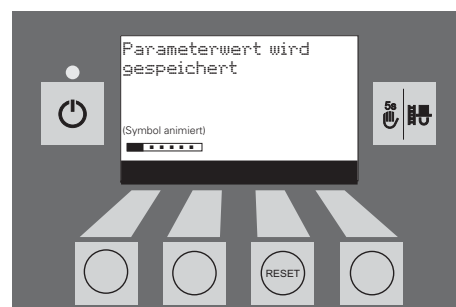 Parameterwert wird
gespeichert
5s
(Symbol animiert)
RESET